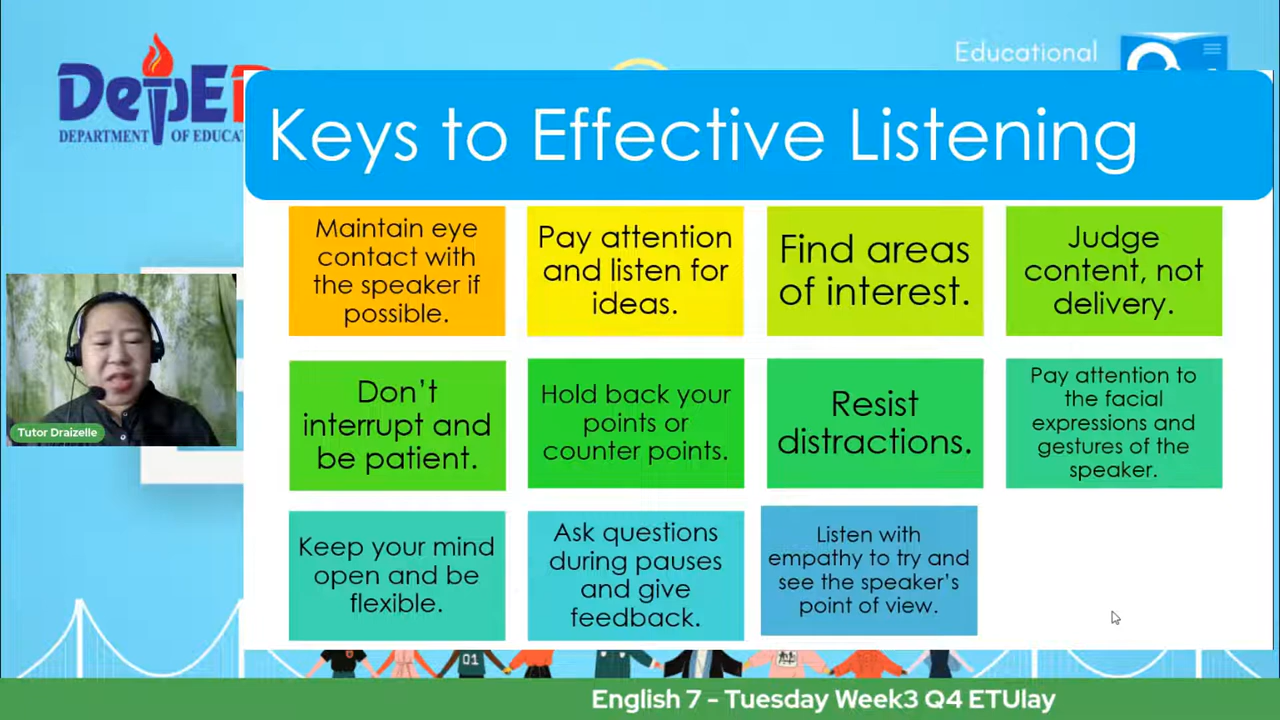 Educational
DepE
DEPARTMENT OF EDUCAT
Keys to Effective Listening
Maintain eye
contact with
the speaker if
possible.
Pay attention
and listen for
ideas.
Find areas
of interest.
Judge
content, not
delivery.
Don't
interrupt and
be patient.
Hold back your
points or
counter points.
Resist
distractions.
Pay attention to
the facial
expressions and
gestures of the
speaker.
Keep your mind
open and be
flexible.
Ask questions
during pauses
and give
feedback.
Listen with
empathy to try and
see the speaker's
point of view.
Tutor Draizelle
01
English 7 - Tuesday Week3 Q4 ETUlay